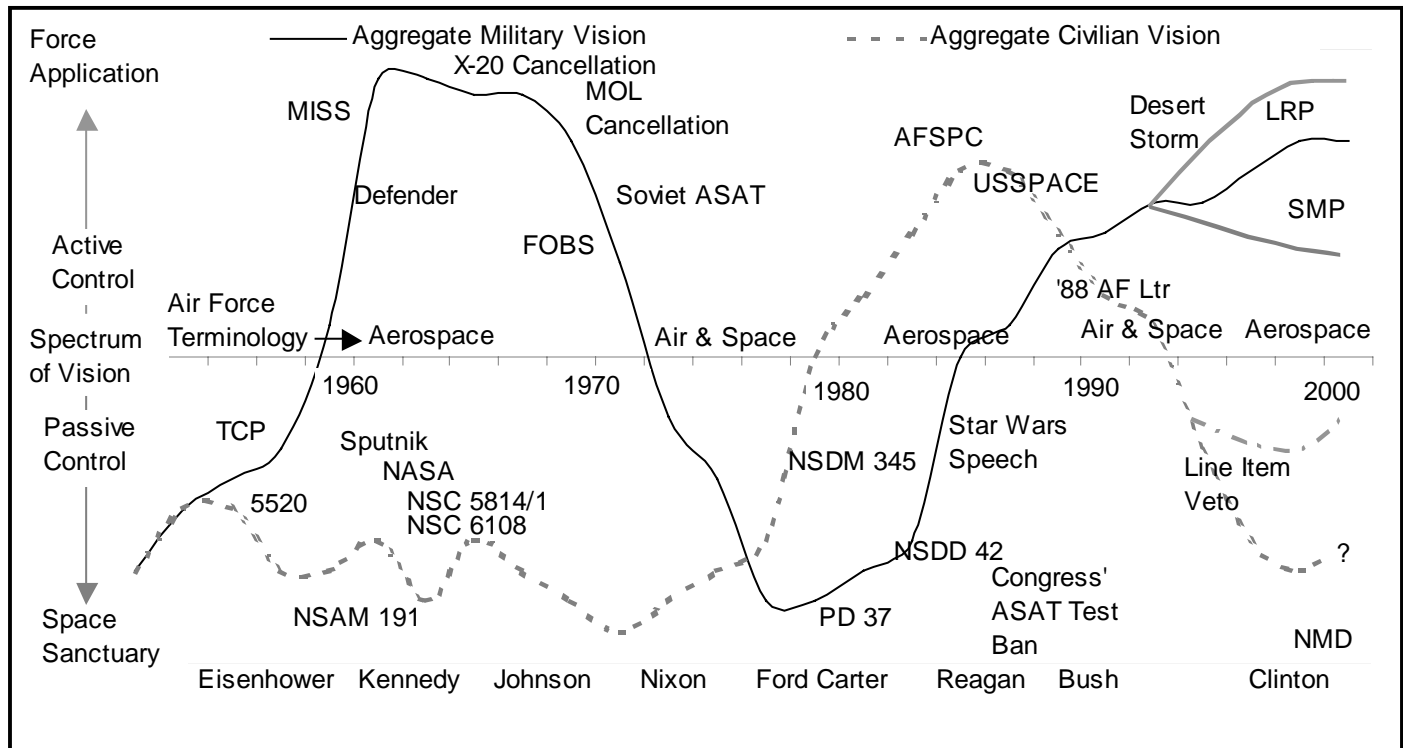 Force
Application
Aggregate Military Vision
Aggregate Civilian Vision
X-20 Cancellation
MISS
MOL
Cancellation
Desert
Storm
LRP
AFSPC
USSPACE
Defender
Soviet ASAT
SMP
FOBS
Active
Control
'88 AF Ltr
Air Force
Terminology
Aerospace
Air & Space
Aerospace
Air & Space
Aerospace
Spectrum
of Vision
1960
1970
1980
1990
2000
Passive
Control
TCP
Sputnik
NASA
NSC 5814/1
NSC 6108
5520
NSDM 345
Star Wars
Speech
Line Item
Veto
NSDD 42
?
Congress'
ASAT Test
Ban
NSAM 191
PD 37
NMD
Space
Sanctuary
Eisenhower
Kennedy
Johnson
Nixon
Ford Carter
Reagan
Bush
Clinton